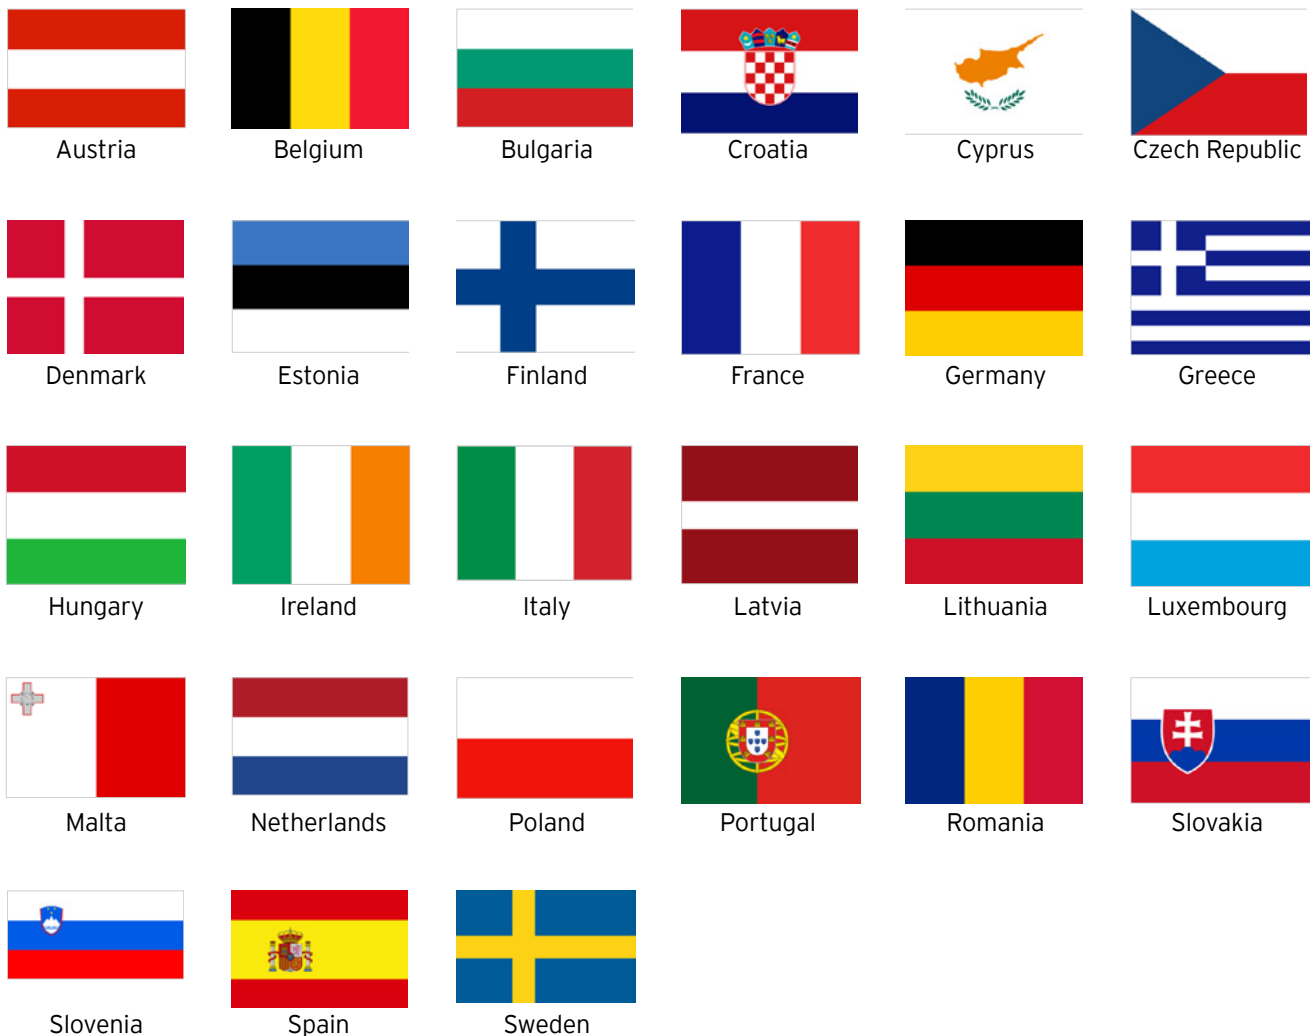 Austria Belgium Bulgaria Croatia Cyprus Czech Republic
Denmark Estonia Finland France Germany Greece
Hungary Ireland Italy Latvia Lithuania Luxembourg
Malta Netherlands Poland Portugal Romania Slovakia
Slovenia Spain Sweden